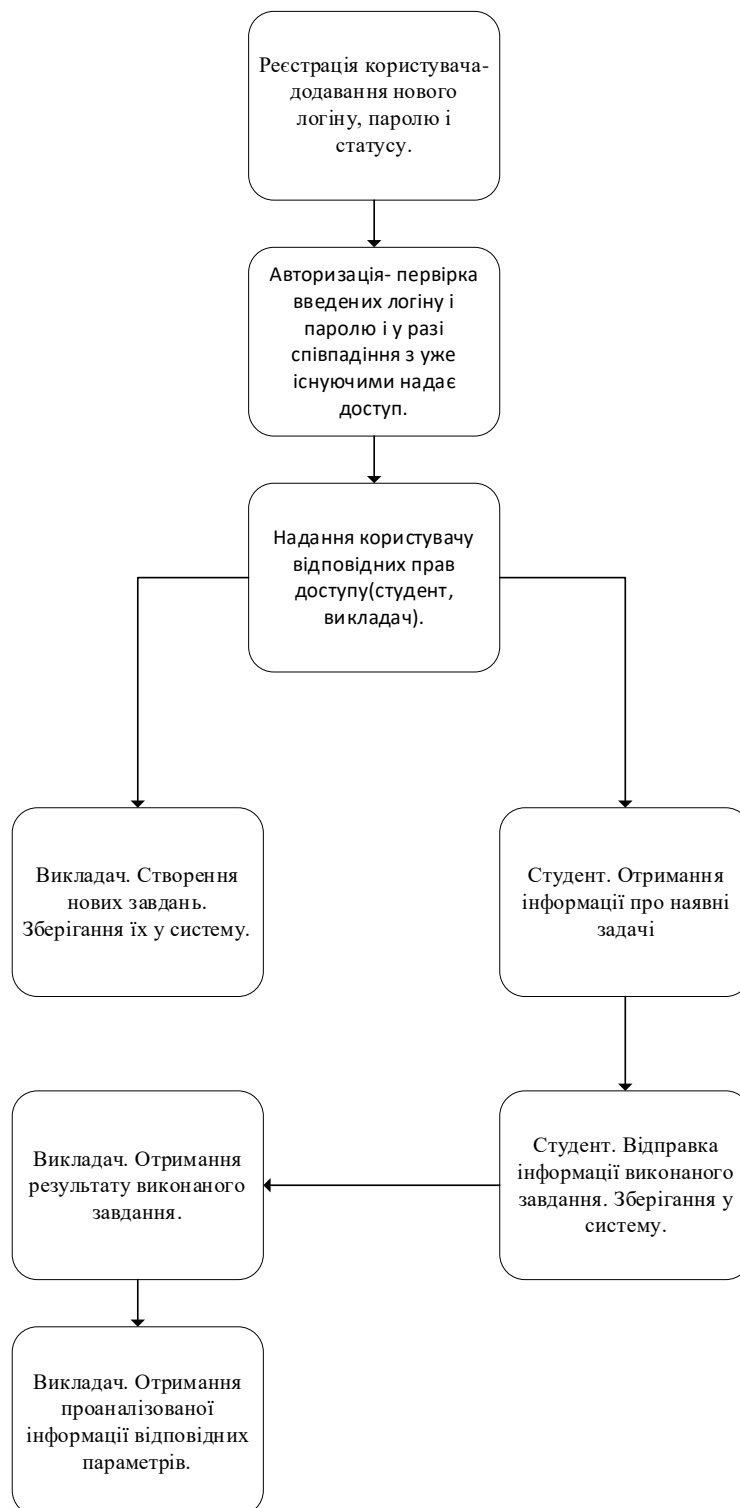 Реєстрація користувача-
додавання нового
логіну, паролю і
статусу.
Авторизація- первірка
введених логіну і
паролю і у разі
співпадіння з уже
існуючими надає
доступ.
Надання користувачу
відповідних прав
доступу(студент,
викладач).
Викладач. Створення
нових завдань.
Зберігання їх у систему.
Студент. Отримання
інформації про наявні
задачі
Викладач. Отримання
результату виконаного
завдання.
Студент. Відправка
інформації виконаного
завдання. Зберігання у
систему.
Викладач. Отримання
проаналізованої
інформації відповідних
параметрів.